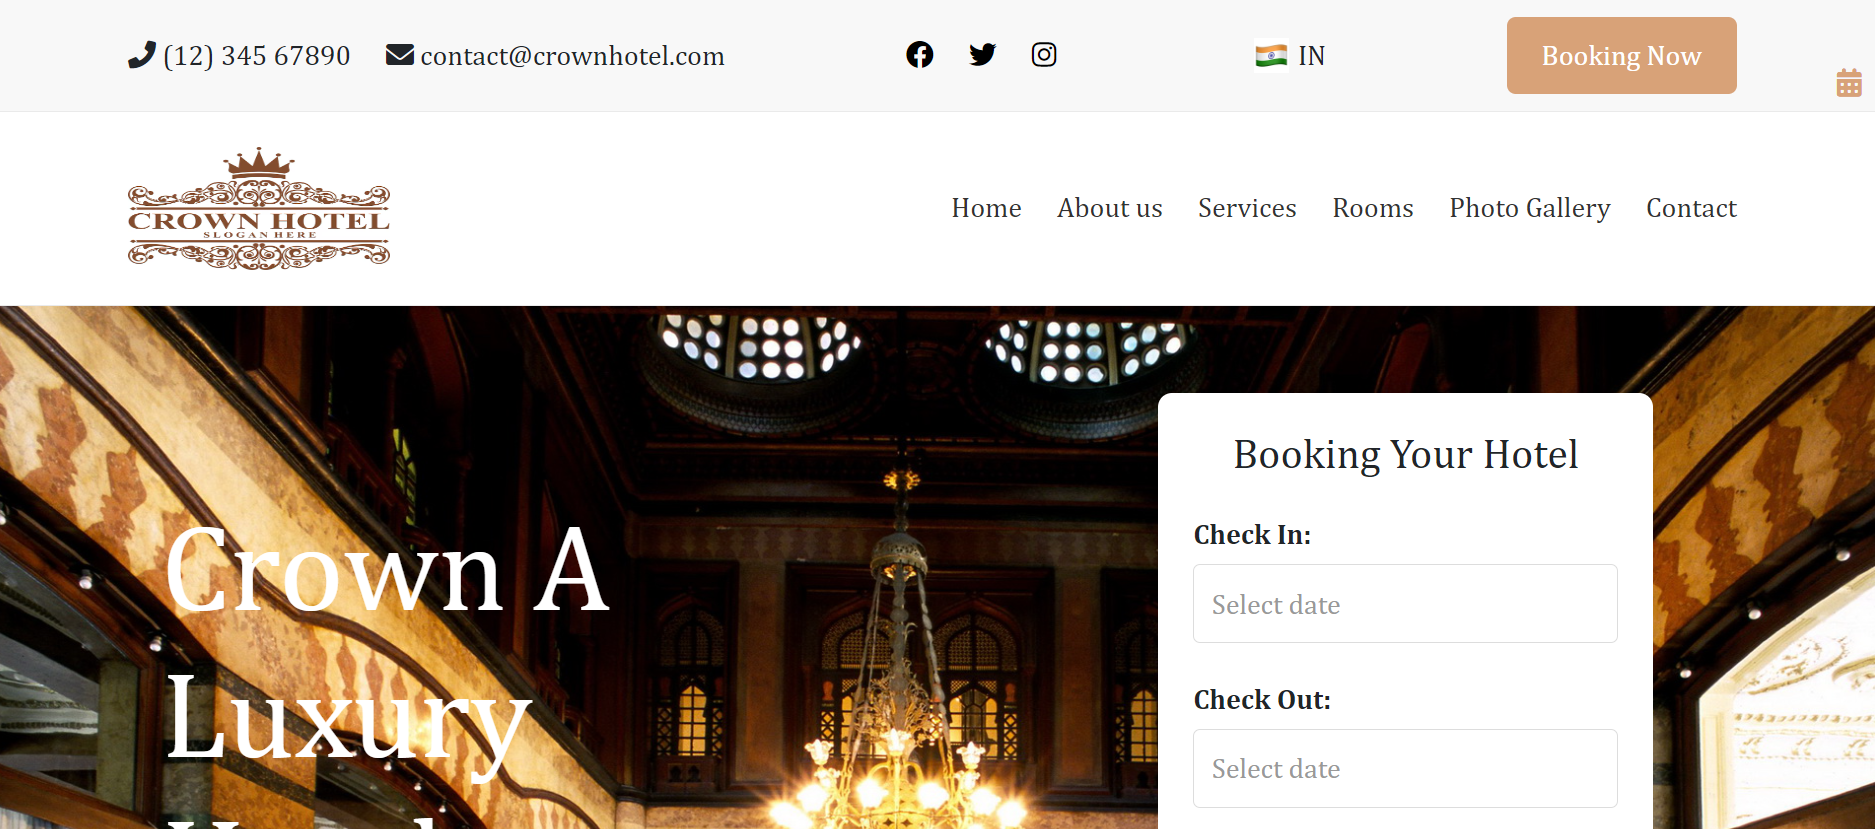 (12) 345 67890 contact@crownhotel.com IN Booking Now
CROWN HOTEL
SLOGAN HERE
Home About us Services Rooms Photo Gallery Contact
Crown A
Luxury
Booking Your Hotel
Check In:
Select date
Check Out:
Select date